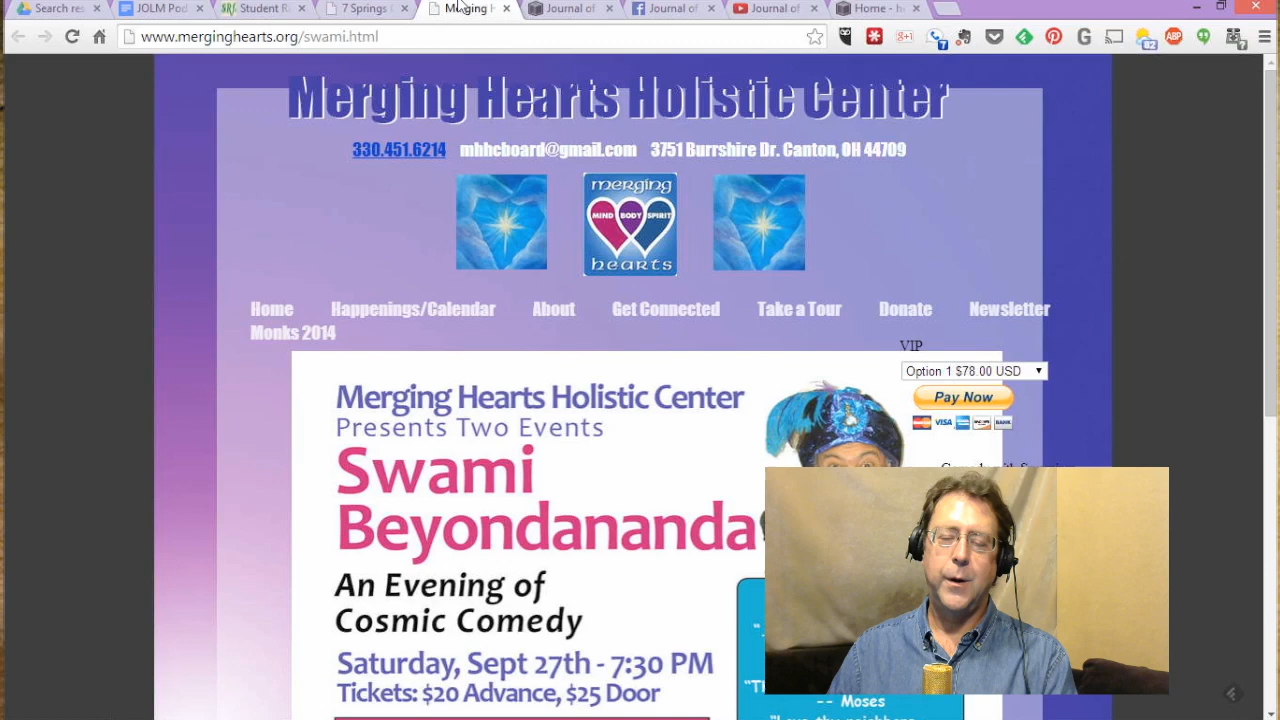 Search res
JOLM Pod
Student R
7 Springs
Merging H
Journal of
Journal of
Journal of
Home - h
www.merginghearts.org/swami.html
Merging Hearts Holistic Center
330.451.6214 mhhcboard@gmail.com 3751 Burrshire Dr. Canton, OH 44709
merging
MIND BODY SPIRIT
hearts
Home Happenings/Calendar About Get Connected Take a Tour Donate Newsletter
Monks 2014
VIP
Option 1 $78.00 USD
Pay Now
VISA
BANK
Merging Hearts Holistic Center
Presents Two Events
Swami
Beyondananda
An Evening of
Cosmic Comedy
Saturday, Sept 27th - 7:30 PM
Tickets: $20 Advance, $25 Door
-- Moses